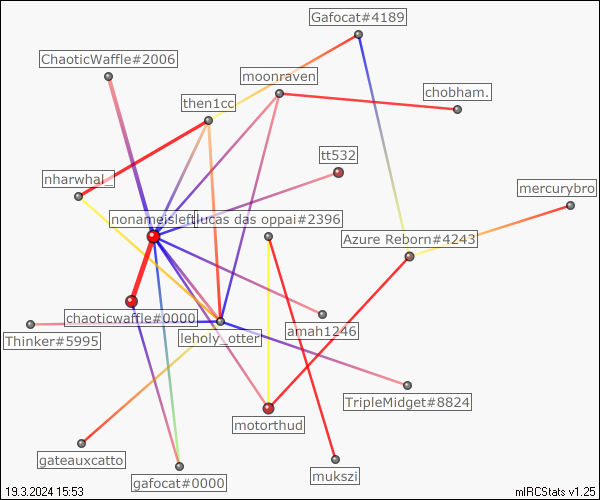 Gafocat#4189
ChaoticWaffle#2006
moonraven
chobham.
then1cc
tt532
nharwhal_
mercurybro
nonameisleft
lucas das oppai#2396
Azure Reborn#4243
chaoticwaffle#0000
amah1246
Thinker#5995
leholy_otter
TripleMidget#8824
motorthud
gateauxcatto
mukszi
gafocat#0000
19.3.2024 15:53
mIRCStats v1.25